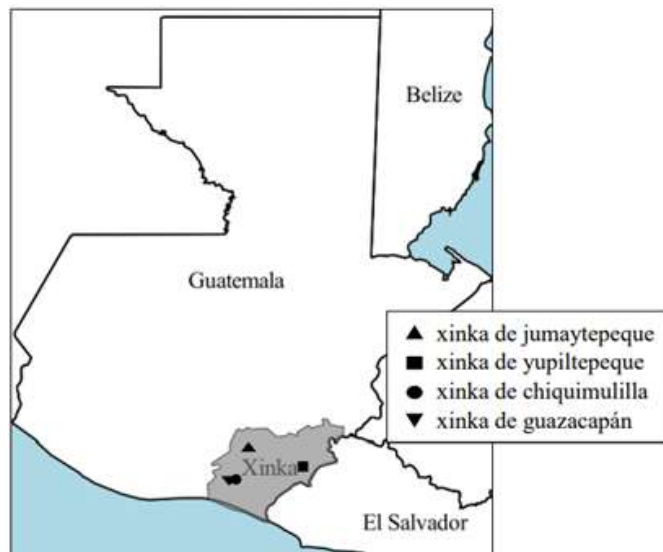 Belize
Guatemala
xinka de jumaytepeque
xinka de yupiltepeque
xinka de chiquimulilla
xinka de guazacapán
Xinka
El Salvador